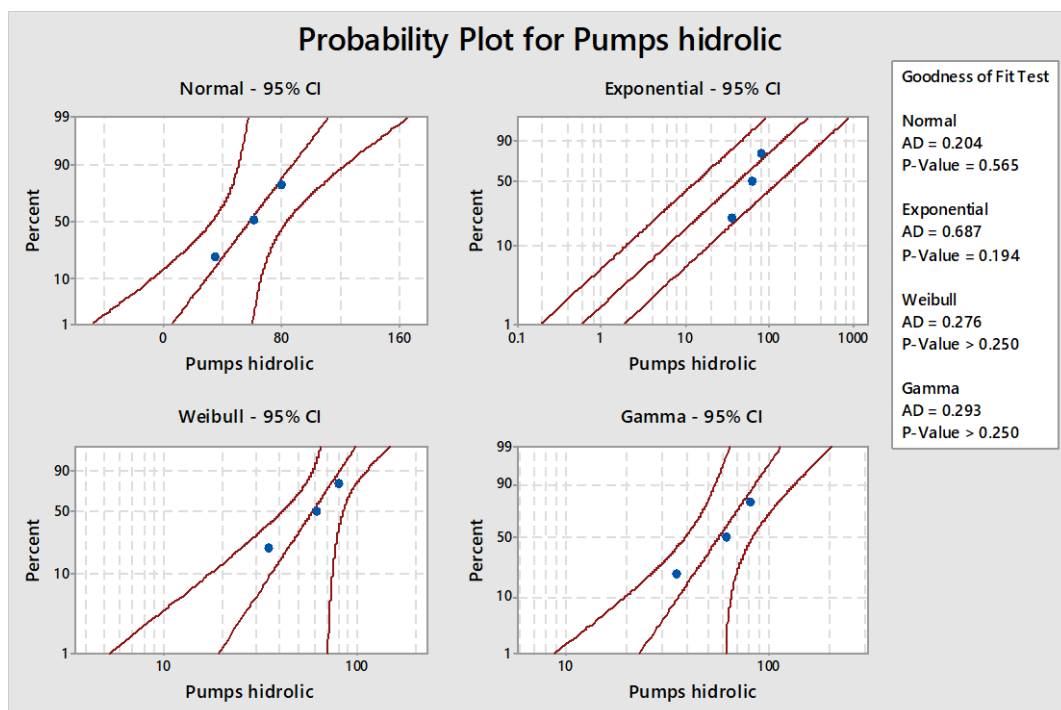 Probability Plot for Pumps hidrolic
Normal - 95% CI
99
90
50
10
1
Percent
0 80 160
Pumps hidrolic
Exponential - 95% CI
90
50
10
1
Percent
0.1 1 10 100 1000
Pumps hidrolic
Weibull - 95% CI
90
50
10
1
Percent
10 100
Pumps hidrolic
Gamma - 95% CI
99
90
50
10
1
Percent
10 100
Pumps hidrolic
Goodness of Fit Test
Normal
AD = 0.204
P-Value = 0.565
Exponential
AD = 0.687
P-Value = 0.194
Weibull
AD = 0.276
P-Value > 0.250
Gamma
AD = 0.293
P-Value > 0.250